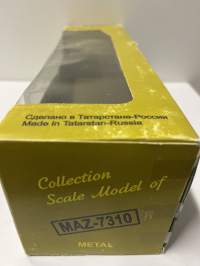 Сделано в Татарстане-России
Made in Tatarstan-Russia
Collection
Scale Model of
MAZ-7310
METAL